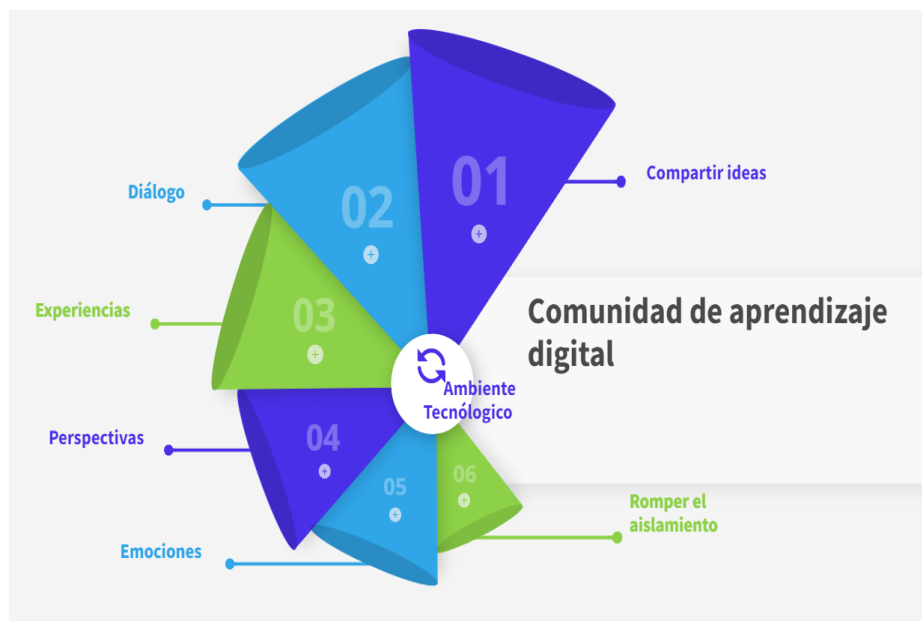 01
Compartir ideas
02
Diálogo
03
Experiencias
Comunidad de aprendizaje
digital
Ambiente
Tecnólogico
04
Perspectivas
05
Emociones
06
Romper el
aislamiento